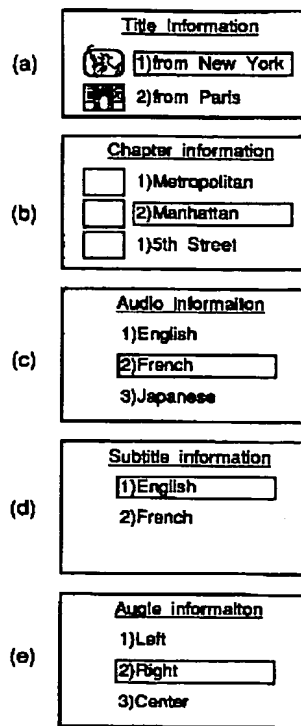 Title Information
(a)
1)from New York
2)from Paris
Chapter information
(b)
1)Metropolitan
2)Manhattan
1)5th Street
Audio informaiton
(c)
1)English
2)French
3)Japanese
Subtitle information
(d)
1)English
2)French
Augle informaiton
(e)
1)Left
2)Right
3)Center